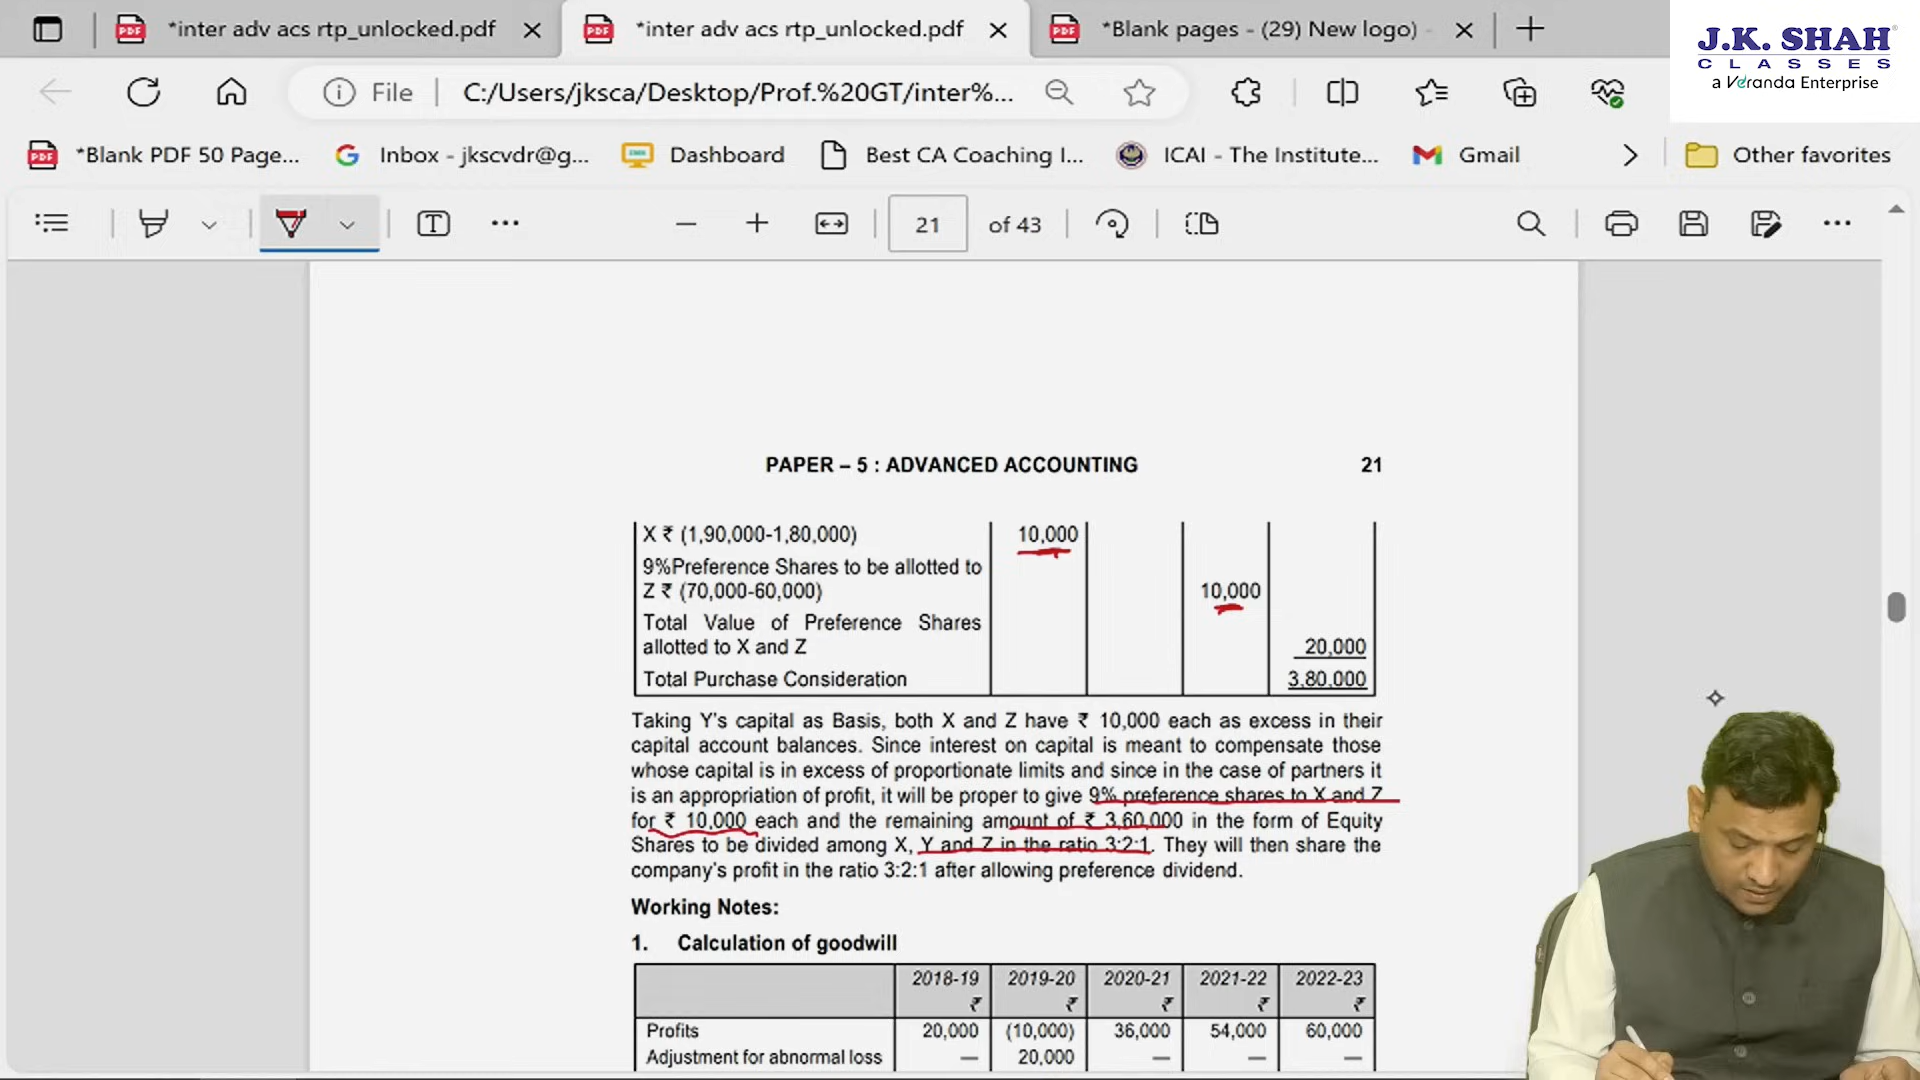 *inter adv acs rtp_unlocked.pdf
*inter adv acs rtp_unlocked.pdf
*Blank pages - (29) New logo)
J.K. SHAH
CLASSES
a Veranda Enterprise
File
C:/Users/jksca/Desktop/Prof.%20GT/inter%...
*Blank PDF 50 Page...
Inbox - jkscvdr@g...
Dashboard
Best CA Coaching I...
ICAI - The Institute...
Gmail
Other favorites
21 of 43
PAPER – 5 : ADVANCED ACCOUNTING 21
X ₹ (1,90,000-1,80,000) 10,000
9%Preference Shares to be allotted to
Z ₹ (70,000-60,000) 10,000
Total Value of Preference Shares
allotted to X and Z 20,000
Total Purchase Consideration 3,80,000
Taking Y's capital as Basis, both X and Z have ₹ 10,000 each as excess in their
capital account balances. Since interest on capital is meant to compensate those
whose capital is in excess of proportionate limits and since in the case of partners it
is an appropriation of profit, it will be proper to give 9% preference shares to X and Z
for ₹ 10,000 each and the remaining amount of ₹ 3,60,000 in the form of Equity
Shares to be divided among X, Y and Z in the ratio 3:2:1. They will then share the
company's profit in the ratio 3:2:1 after allowing preference dividend.
Working Notes:
1. Calculation of goodwill
2018-19 2019-20 2020-21 2021-22 2022-23
₹ ₹ ₹ ₹ ₹
Profits 20,000 (10,000) 36,000 54,000 60,000
Adjustment for abnormal loss — 20,000 — — —